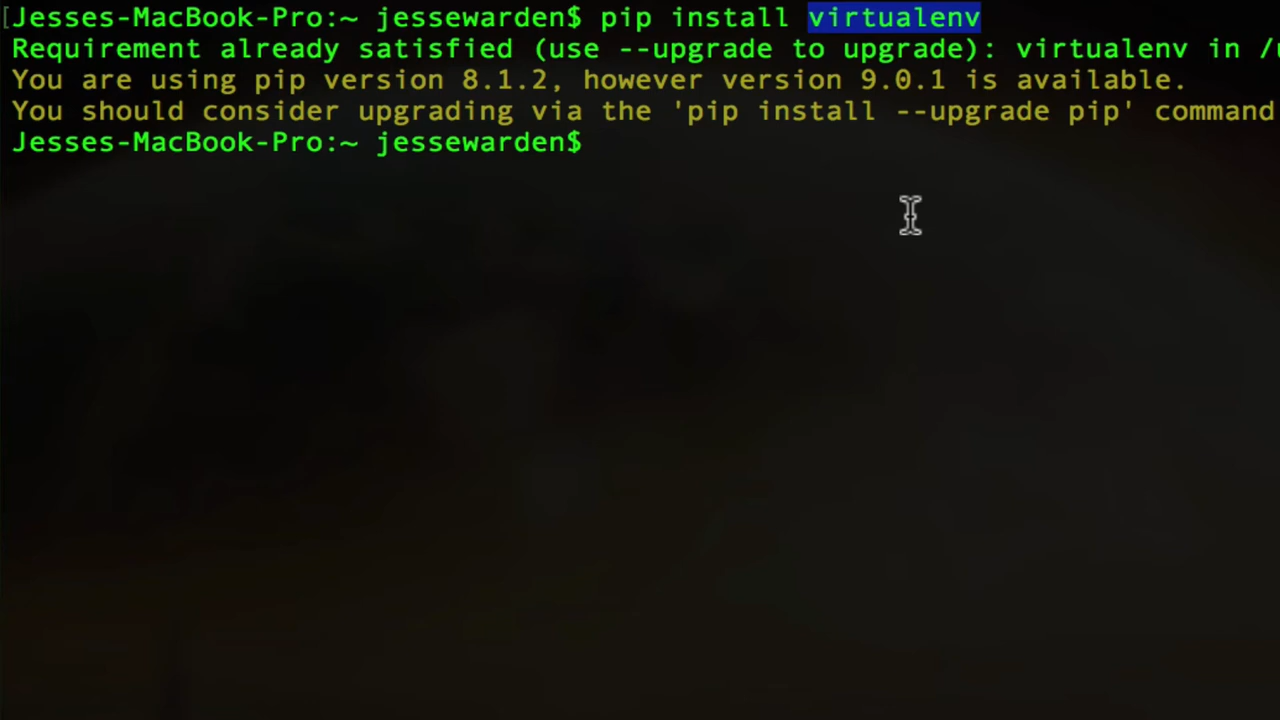 [Jesses-MacBook-Pro:~ jessewarden$ pip install virtualenv
Requirement already satisfied (use --upgrade to upgrade): virtualenv in /
You are using pip version 8.1.2, however version 9.0.1 is available.
You should consider upgrading via the 'pip install --upgrade pip' command
Jesses-MacBook-Pro:~ jessewarden$